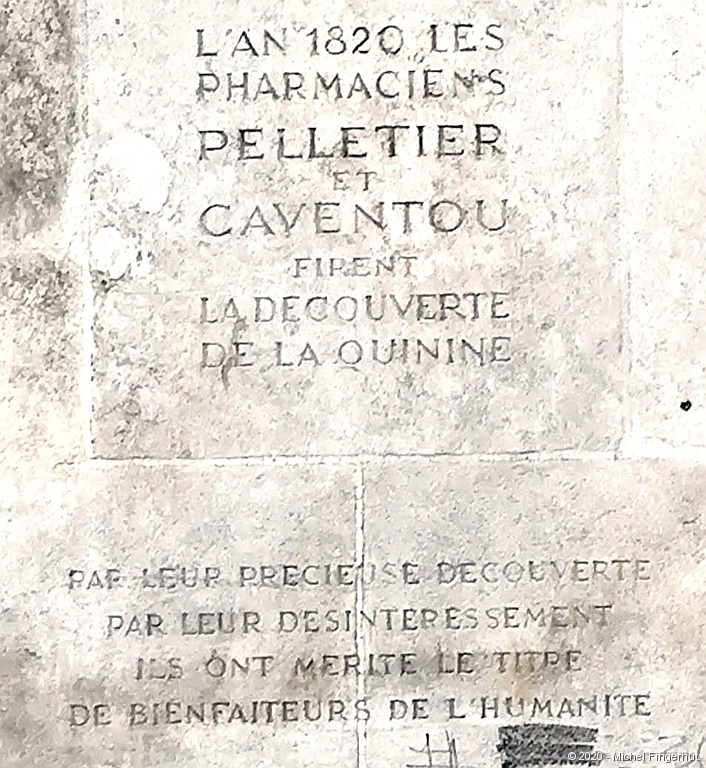 L'AN 1820 LES
PHARMACIENS
PELLETIER
ET
CAVENTOU
FIRENT
LA DECOUVERTE
DE LA QUININE
PAR LEUR PRECIEUSE DECOUVERTE
PAR LEUR DESINTERESSEMENT
ILS ONT MERITE LE TITRE
DE BIENFAITEURS DE L'HUMANITE
© 2020 - Michel Fingerhut